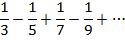 1/3 − 1/5 + 1/7 − 1/9 + ···